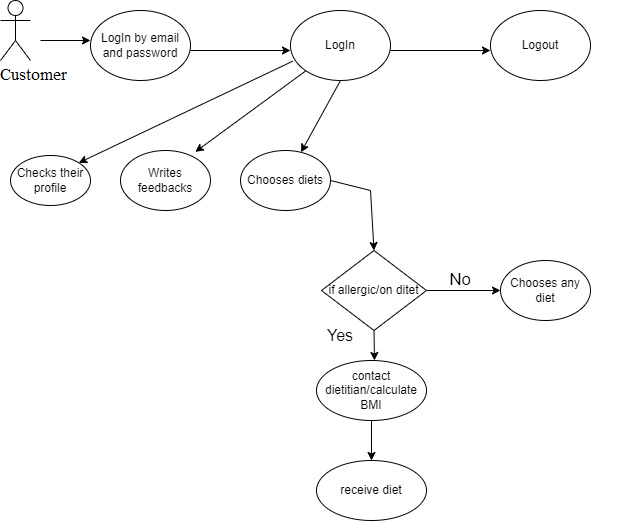 LogIn by email
and password
LogIn
Logout
Customer
Checks their
profile
Writes
feedbacks
Chooses diets
if allergic/on ditet
No
Chooses any
diet
Yes
contact
dietitian/calculate
BMI
receive diet